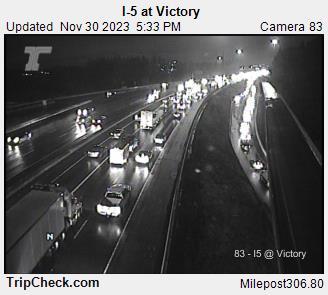 I-5 at Victory
Updated Nov 30 2023 5:33 PM Camera 83
T
N
83 - I5 @ Victory
TripCheck.com Milepost306.80